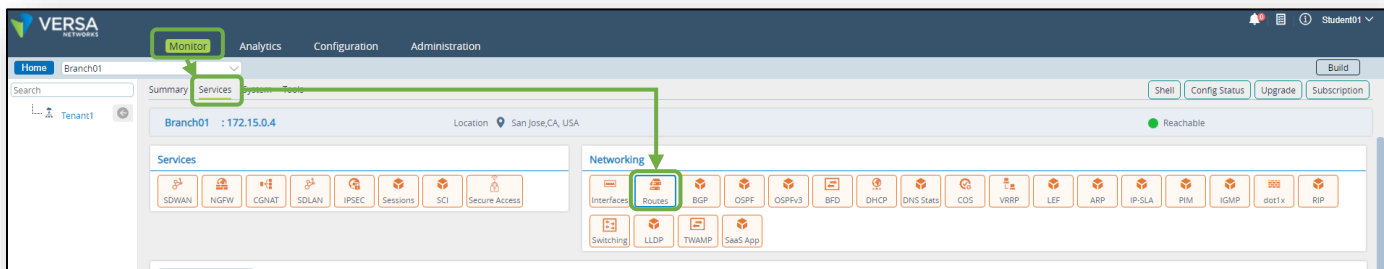 VERSA
NETWORKS
Student01
Monitor Analytics Configuration Administration
Home Branch01 Build
Search Summary Services System Tools Shell Config Status Upgrade Subscription
Tenant1
Branch01 : 172.15.0.4 Location San Jose,CA, USA Reachable
Services Networking
SDWAN NGFW CGNAT SDLAN IPSEC Sessions SCI Secure Access
Interfaces Routes BGP OSPF OSPFv3 BFD DHCP DNS Stats COS VRRP LEF ARP IP-SLA PIM IGMP dot1x RIP
Switching LLDP TWAMP SaaS App